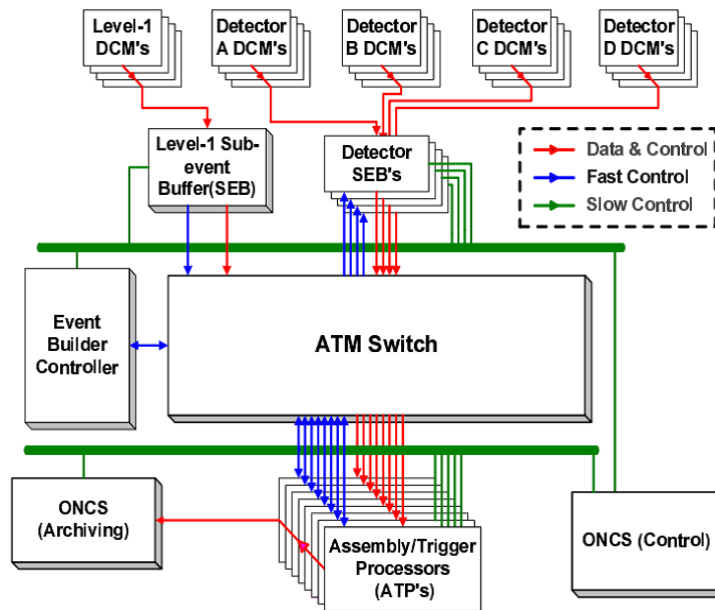 Level-1
DCM's
Detector
A DCM's
Detector
B DCM's
Detector
C DCM's
Detector
D DCM's
Level-1 Sub-
event
Buffer(SEB)
Detector
SEB's
Data & Control
Fast Control
Slow Control
Event
Builder
Controller
ATM Switch
ONCS
(Archiving)
Assembly/Trigger
Processors
(ATP's)
ONCS (Control)